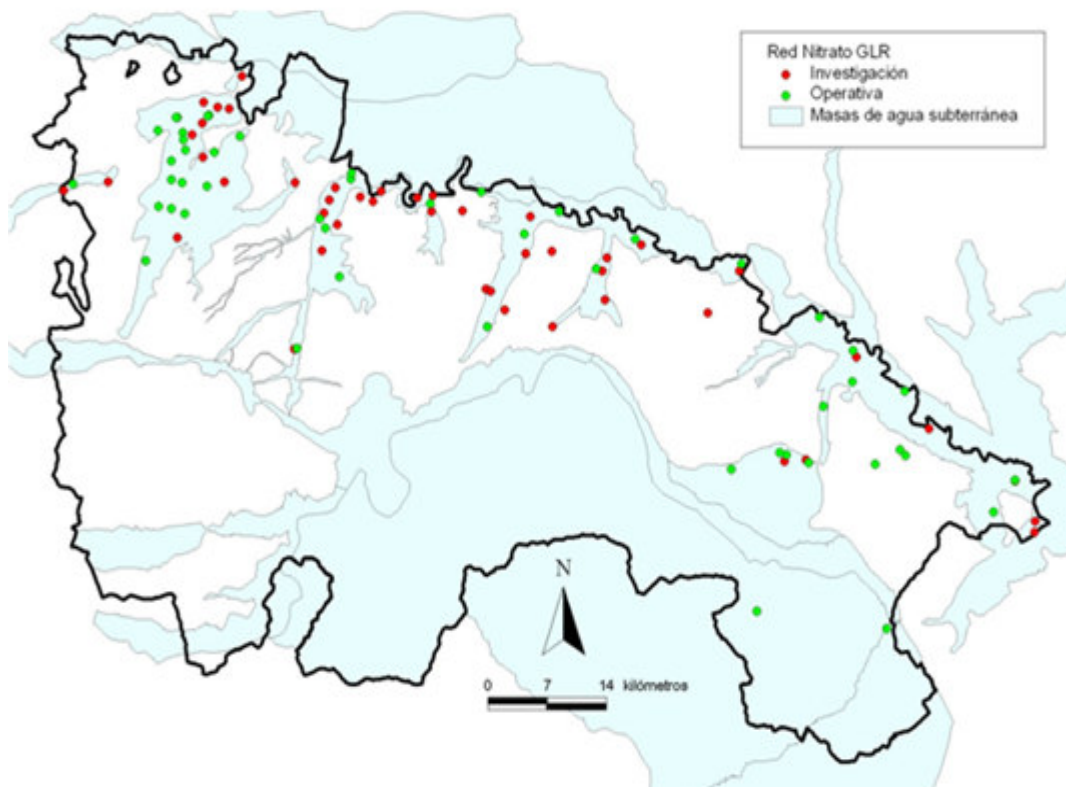 Red Nitrato GLR
Investigación
Operativa
Masas de agua subterránea
N
0 7 14 kilómetros